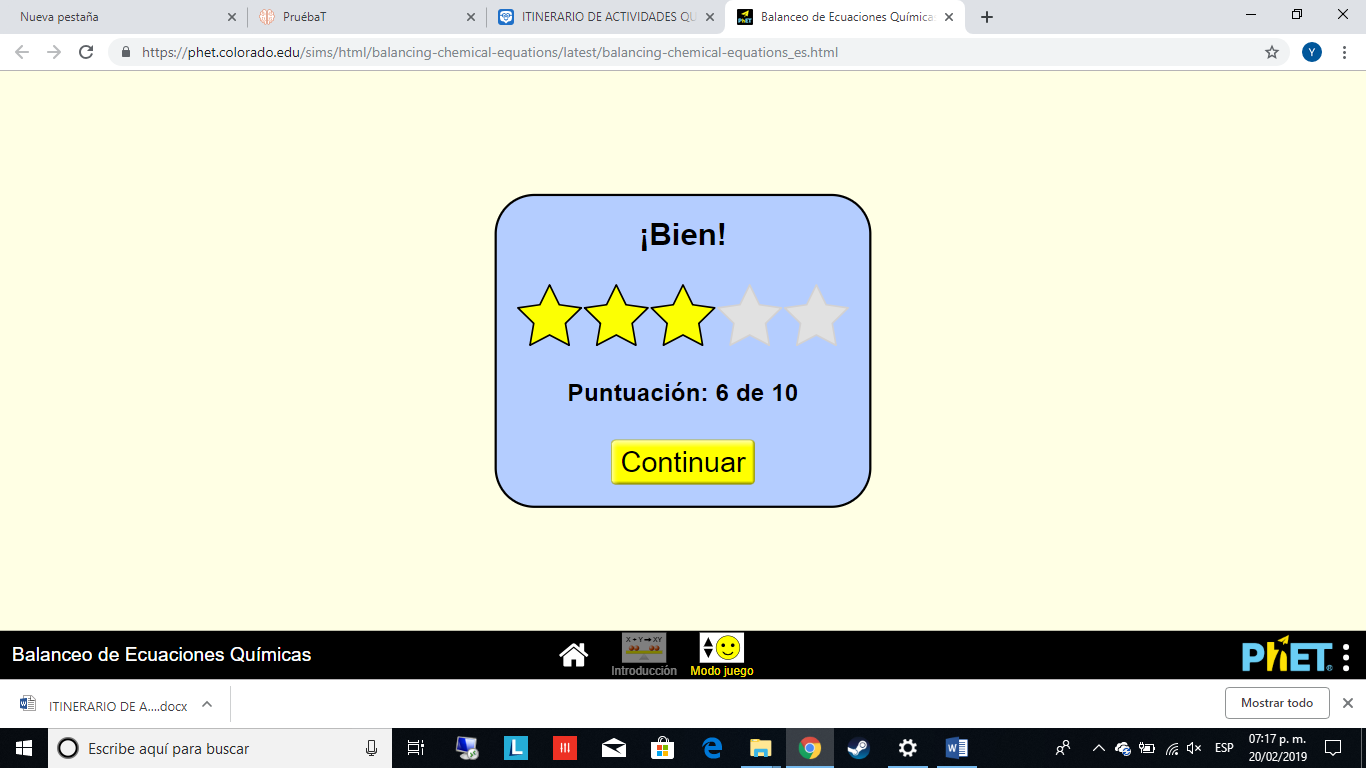 Nueva pestaña
PruébaT
ITINERARIO DE ACTIVIDADES QU
Balanceo de Ecuaciones Química
https://phet.colorado.edu/sims/html/balancing-chemical-equations/latest/balancing-chemical-equations_es.html
Y
¡Bien!
Puntuación: 6 de 10
Continuar
Balanceo de Ecuaciones Químicas
X + Y → XY
Introducción
Modo juego
PhET
ITINERARIO DE A....docx
Mostrar todo
Escribe aquí para buscar
L
ESP
07:17 p. m.
20/02/2019